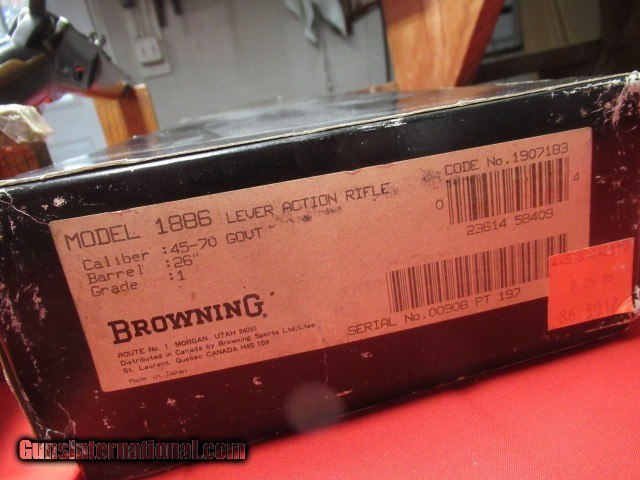 MODEL 1886 LEVER ACTION RIFLE
Caliber :45-70 GOVT
Barrel :26"
Grade :1
CODE No.1907183
0 4
23614 58409
SERIAL No.00908 PT 197
BROWNING
ROUTE No. 1, MORGAN, UTAH 84050
Distributed in Canada by Browning Sports Ltd/Ltee
St. Laurent, Quebec CANADA H4S 1S9
Made in Japan
86 3917
GunsInternational.com